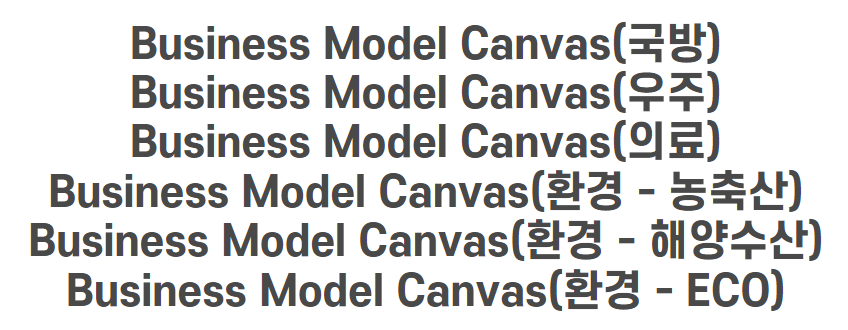 Business Model Canvas(국방)
Business Model Canvas(우주)
Business Model Canvas(의료)
Business Model Canvas(환경 - 농축산)
Business Model Canvas(환경 - 해양수산)
Business Model Canvas(환경 - ECO)